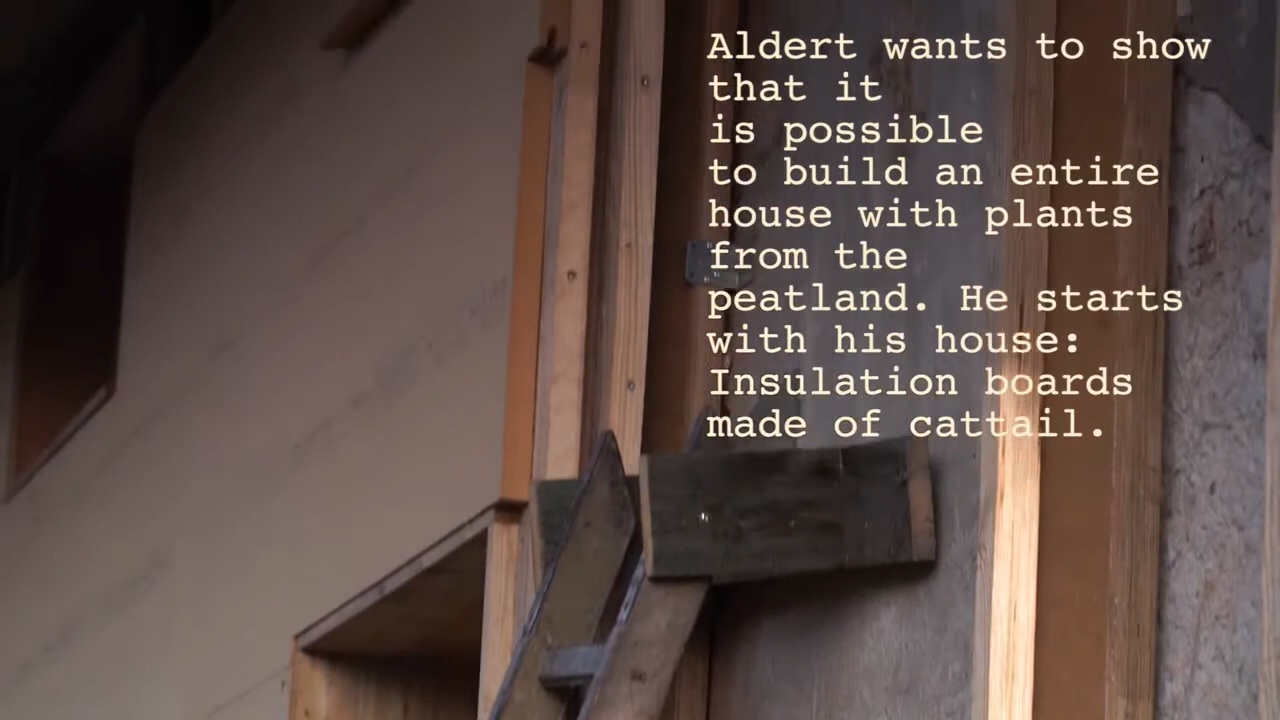 Aldert wants to show
that it
is possible
to build an entire
house with plants
from the
peatland. He starts
with his house:
Insulation boards
made of cattail.